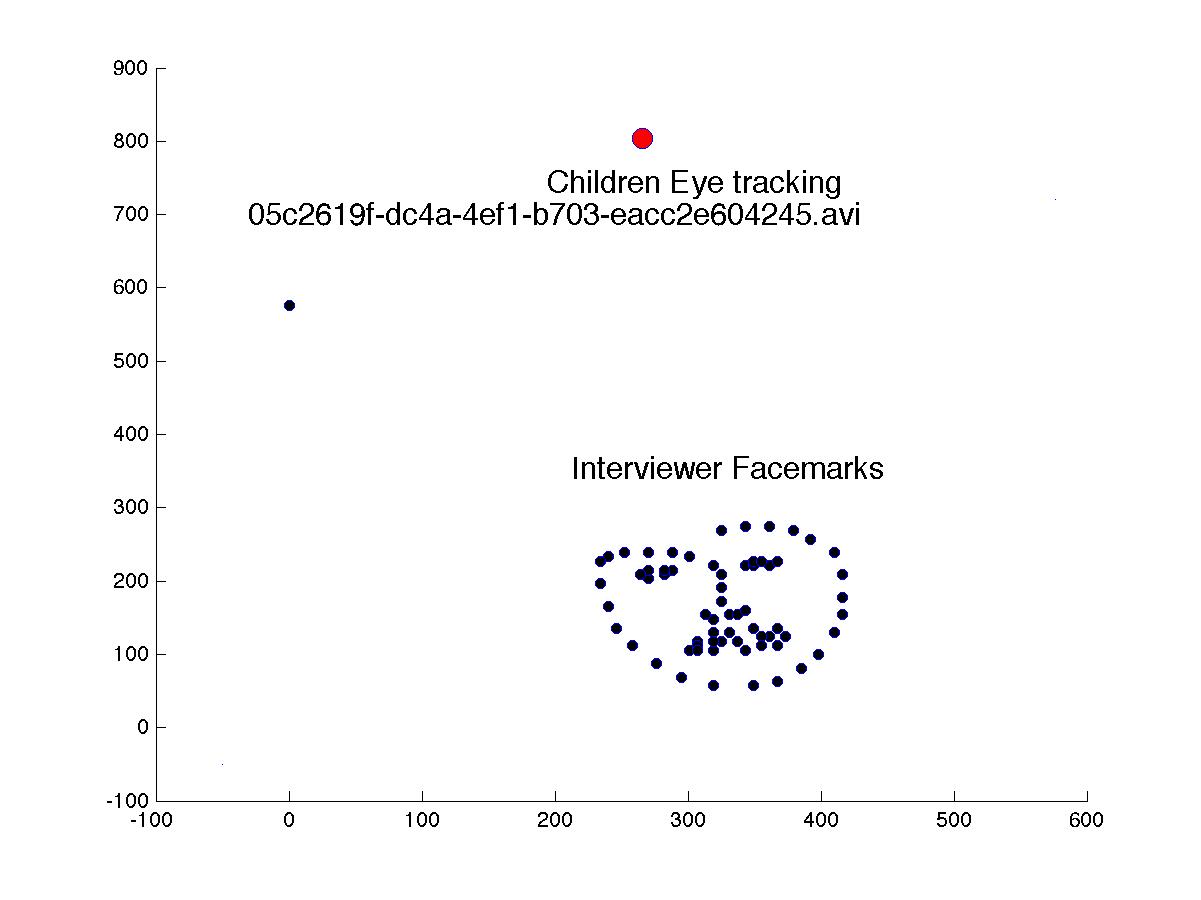 900
800
Children Eye tracking
700
05c2619f-dc4a-4ef1-b703-eacc2e604245.avi
600
500
400
Interviewer Facemarks
300
200
100
0
-100
-100 0 100 200 300 400 500 600